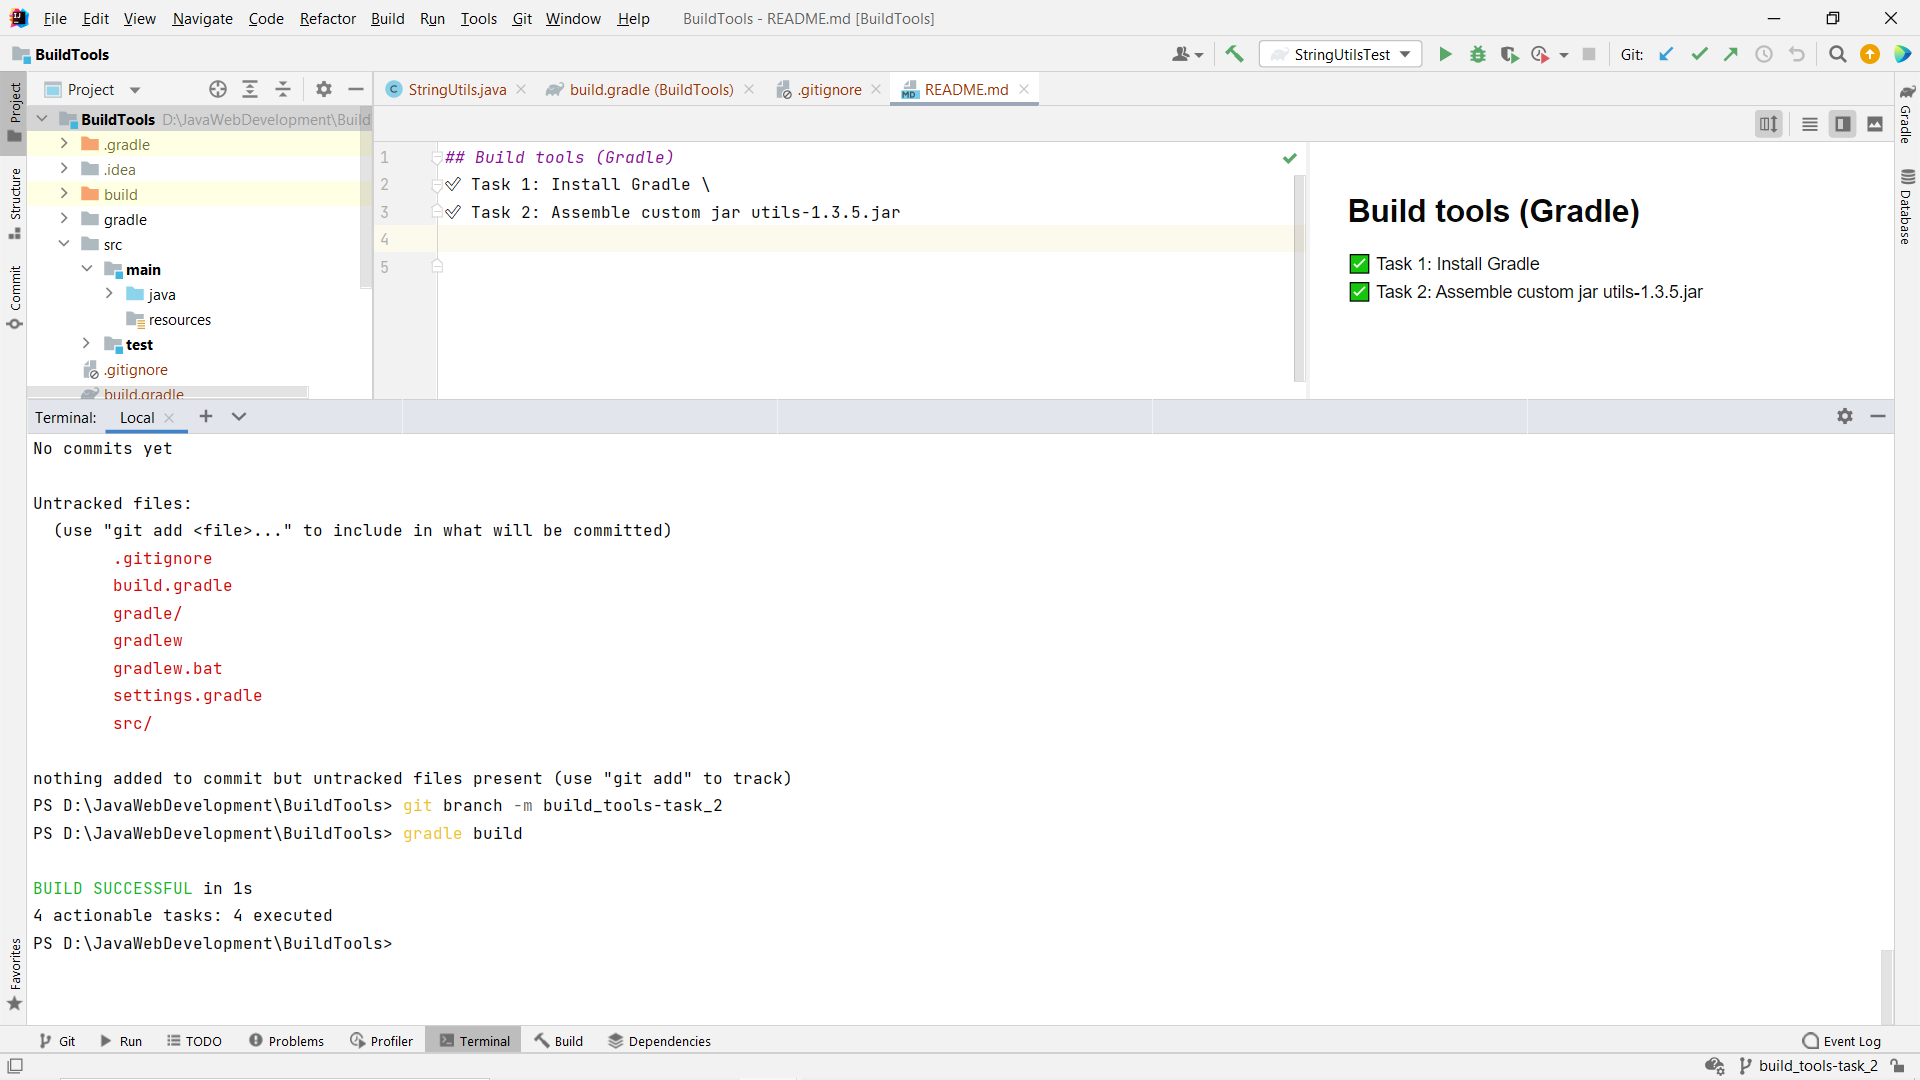 File Edit View Navigate Code Refactor Build Run Tools Git Window Help BuildTools - README.md [BuildTools]
BuildTools
StringUtilsTest Git:
Project
StringUtils.java build.gradle (BuildTools) .gitignore README.md
Project
Structure
Commit
Favorites
BuildTools D:\JavaWebDevelopment\Build
.gradle
.idea
build
gradle
src
main
java
resources
test
.gitignore
build.gradle
1 ## Build tools (Gradle)
2 ✅ Task 1: Install Gradle \
3 ✅ Task 2: Assemble custom jar utils-1.3.5.jar
4
5
Build tools (Gradle)
✅ Task 1: Install Gradle
✅ Task 2: Assemble custom jar utils-1.3.5.jar
Gradle
Database
Terminal: Local
No commits yet
Untracked files:
(use "git add <file>..." to include in what will be committed)
.gitignore
build.gradle
gradle/
gradlew
gradlew.bat
settings.gradle
src/
nothing added to commit but untracked files present (use "git add" to track)
PS D:\JavaWebDevelopment\BuildTools> git branch -m build_tools-task_2
PS D:\JavaWebDevelopment\BuildTools> gradle build
BUILD SUCCESSFUL in 1s
4 actionable tasks: 4 executed
PS D:\JavaWebDevelopment\BuildTools>
Git Run TODO Problems Profiler Terminal Build Dependencies Event Log
build_tools-task_2